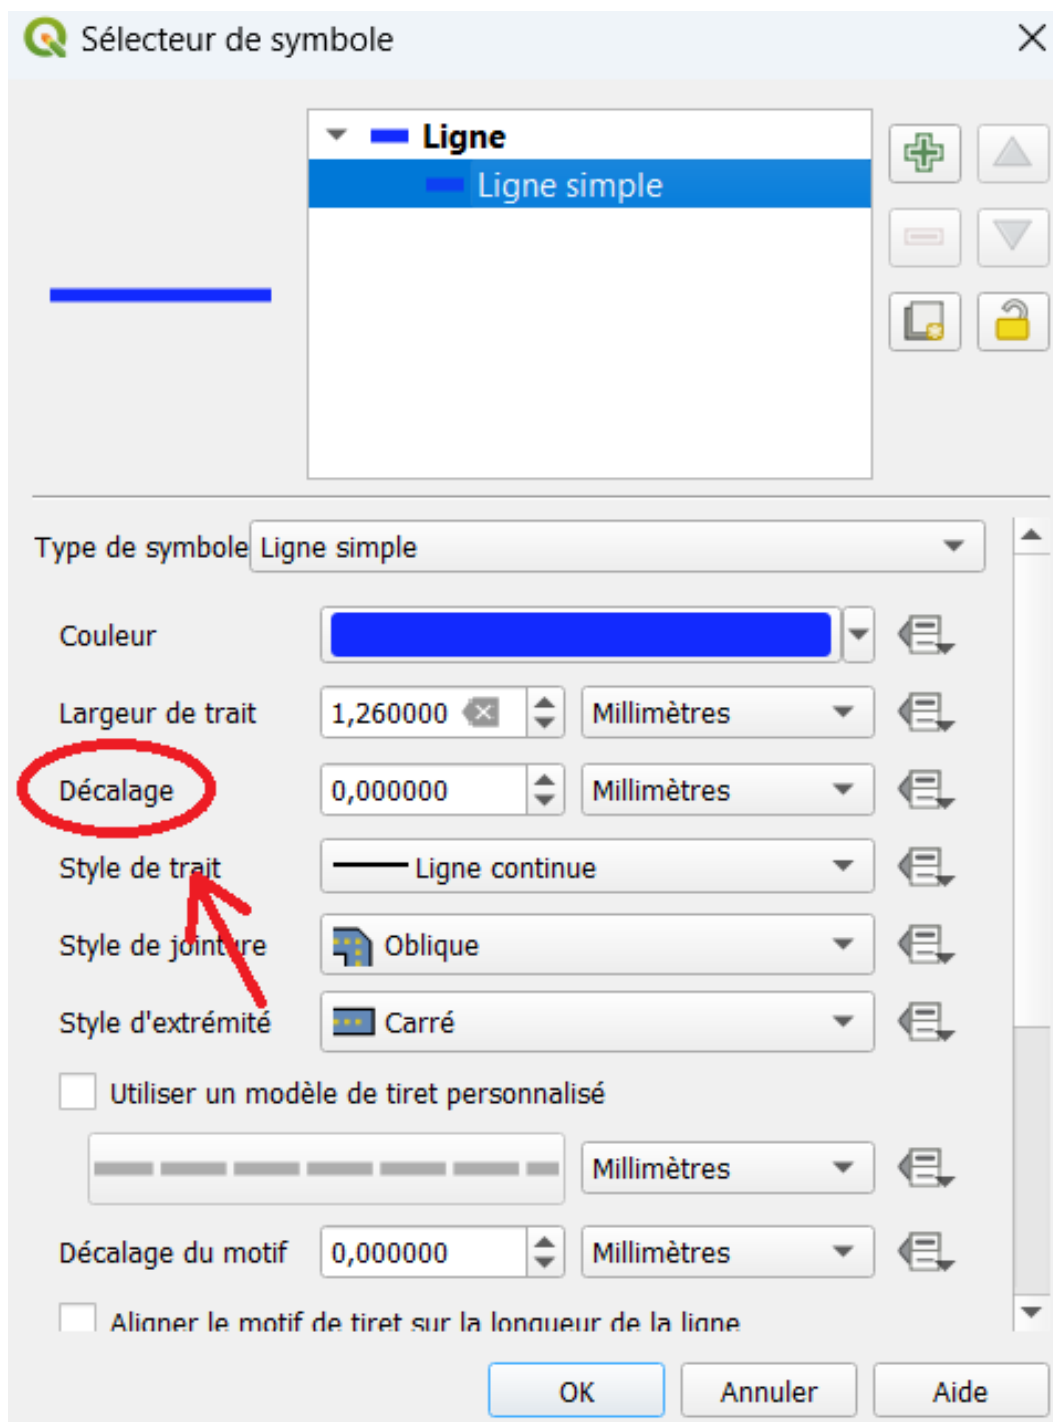 Sélecteur de symbole
Ligne
Ligne simple
Type de symbole Ligne simple
Couleur
Largeur de trait 1,260000 Millimètres
Décalage 0,000000 Millimètres
Style de trait Ligne continue
Style de jointure Oblique
Style d'extrémité Carré
Utiliser un modèle de tiret personnalisé
Millimètres
Décalage du motif 0,000000 Millimètres
Aligner le motif de tiret sur la longueur de la ligne
OK Annuler Aide